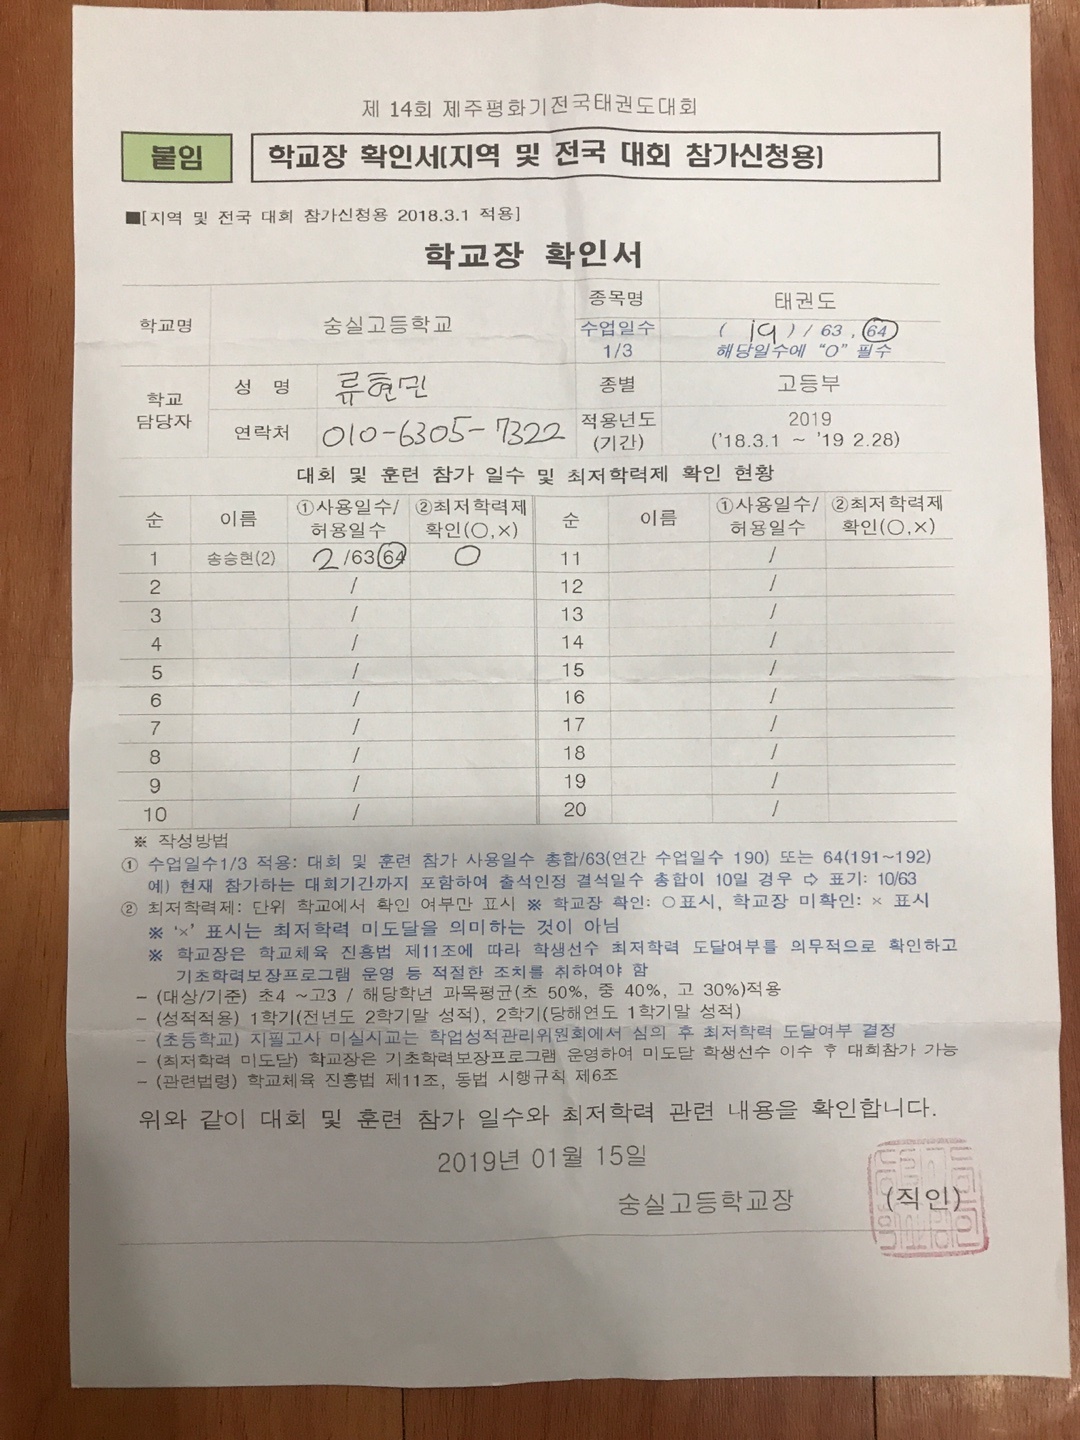 제 14회 제주평화기전국태권도대회
붙임 학교장 확인서(지역 및 전국 대회 참가신청용)
■[지역 및 전국 대회 참가신청용 2018.3.1 적용]
학교장 확인서
학교명 숭실고등학교 종목명 태권도
수업일수 1/3 ( 19 ) / 63 , 64
해당일수에 “O” 필수
학교 담당자 성 명 류현민 종별 고등부
연락처 010-6305-7322 적용년도 (기간) 2019
('18.3.1 ~ '19 2.28)
대회 및 훈련 참가 일수 및 최저학력제 확인 현황
순 이름 ①사용일수/허용일수 ②최저학력제 확인(○,×) 순 이름 ①사용일수/허용일수 ②최저학력제 확인(○,×)
1 송승현(2) 2/63 64 ○ 11 /
2 / 12 /
3 / 13 /
4 / 14 /
5 / 15 /
6 / 16 /
7 / 17 /
8 / 18 /
9 / 19 /
10 / 20 /
※ 작성방법
① 수업일수1/3 적용: 대회 및 훈련 참가 사용일수 총합/63(연간 수업일수 190) 또는 64(191~192)
예) 현재 참가하는 대회기간까지 포함하여 출석인정 결석일수 총합이 10일 경우 ⇨ 표기: 10/63
② 최저학력제: 단위 학교에서 확인 여부만 표시 ※ 학교장 확인: ○표시, 학교장 미확인: × 표시
※ ‘×’ 표시는 최저학력 미도달을 의미하는 것이 아님
※ 학교장은 학교체육 진흥법 제11조에 따라 학생선수 최저학력 도달여부를 의무적으로 확인하고
기초학력보장프로그램 운영 등 적절한 조치를 취하여야 함
- (대상/기준) 초4 ~고3 / 해당학년 과목평균(초 50%, 중 40%, 고 30%)적용
- (성적적용) 1학기(전년도 2학기말 성적), 2학기(당해연도 1학기말 성적)
- (초등학교) 지필고사 미실시교는 학업성적관리위원회에서 심의 후 최저학력 도달여부 결정
- (최저학력 미도달) 학교장은 기초학력보장프로그램 운영하여 미도달 학생선수 이수 후 대회참가 가능
- (관련법령) 학교체육 진흥법 제11조, 동법 시행규칙 제6조
위와 같이 대회 및 훈련 참가 일수와 최저학력 관련 내용을 확인합니다.
2019년 01월 15일
숭실고등학교장 (직인)